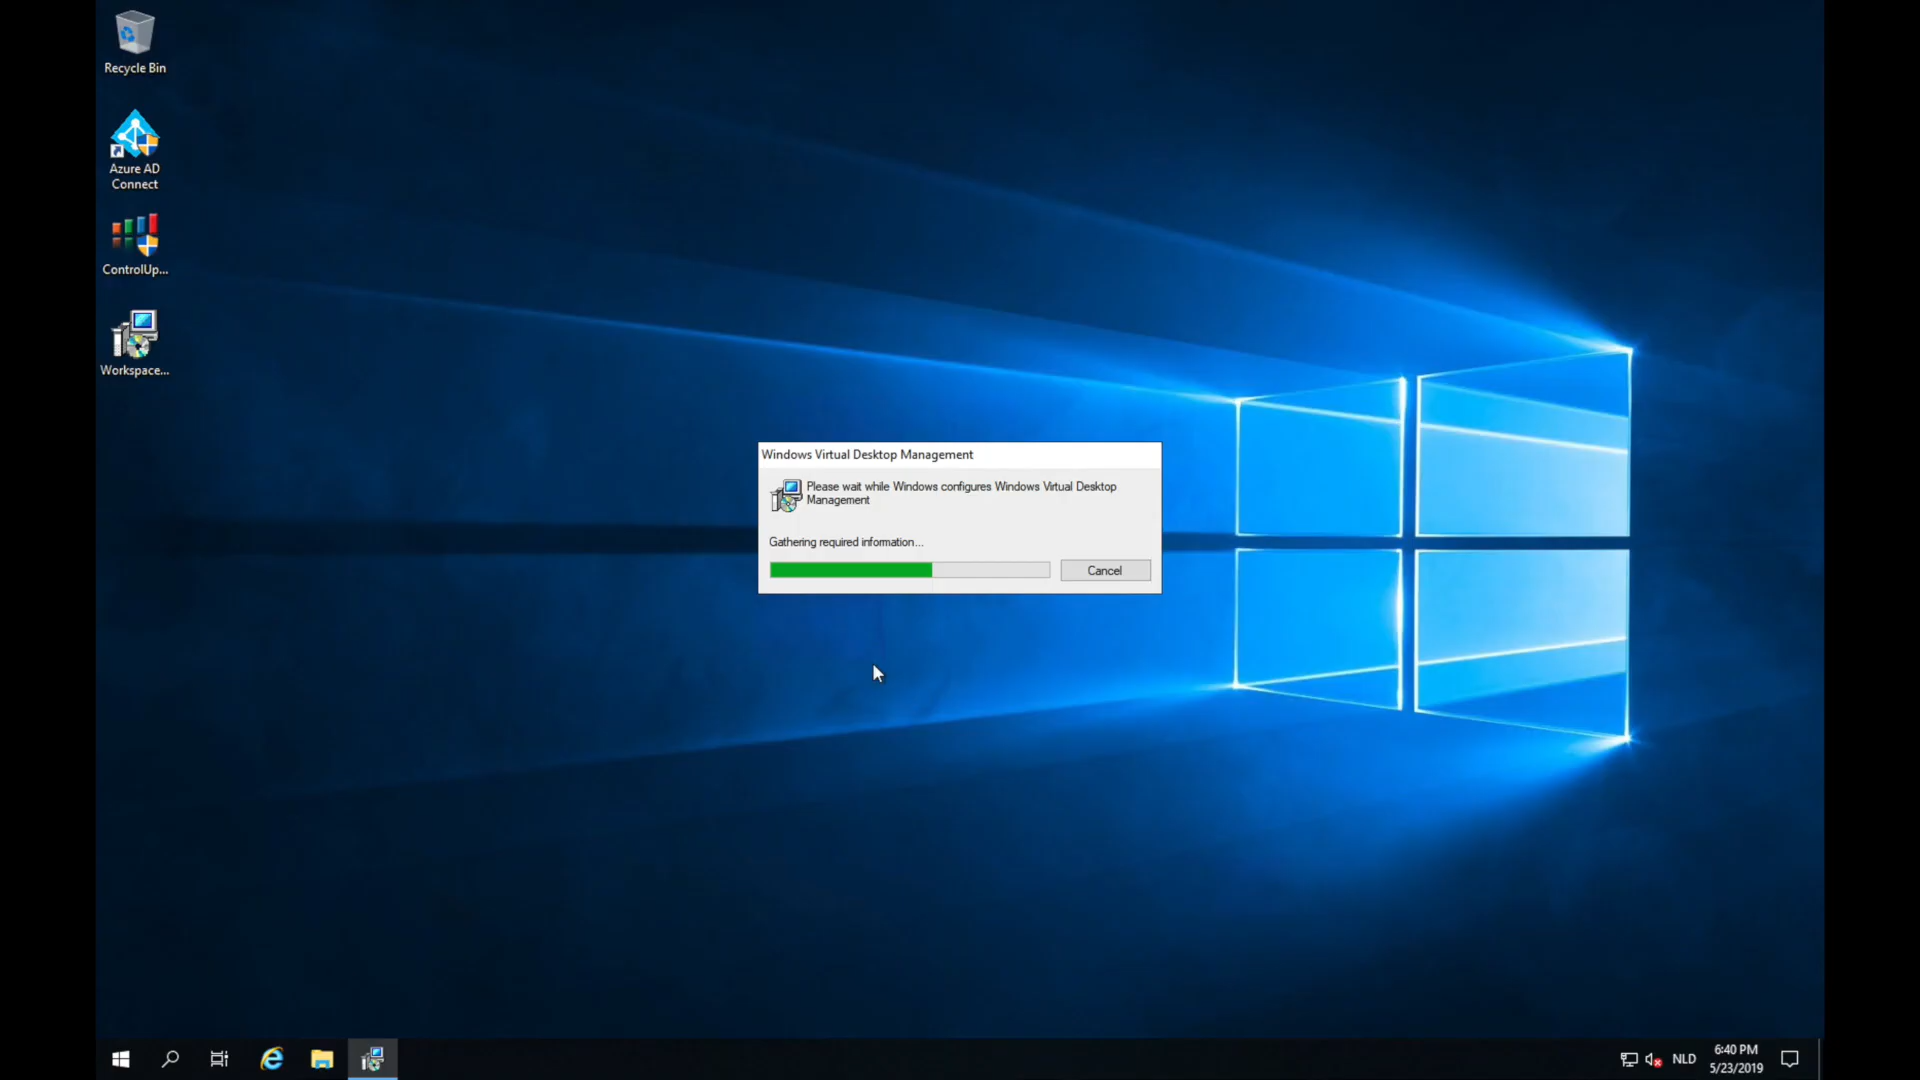 Recycle Bin
Azure AD
Connect
ControlUp...
Workspace...
Windows Virtual Desktop Management
Please wait while Windows configures Windows Virtual Desktop
Management
Gathering required information...
Cancel
NLD
6:40 PM
5/23/2019